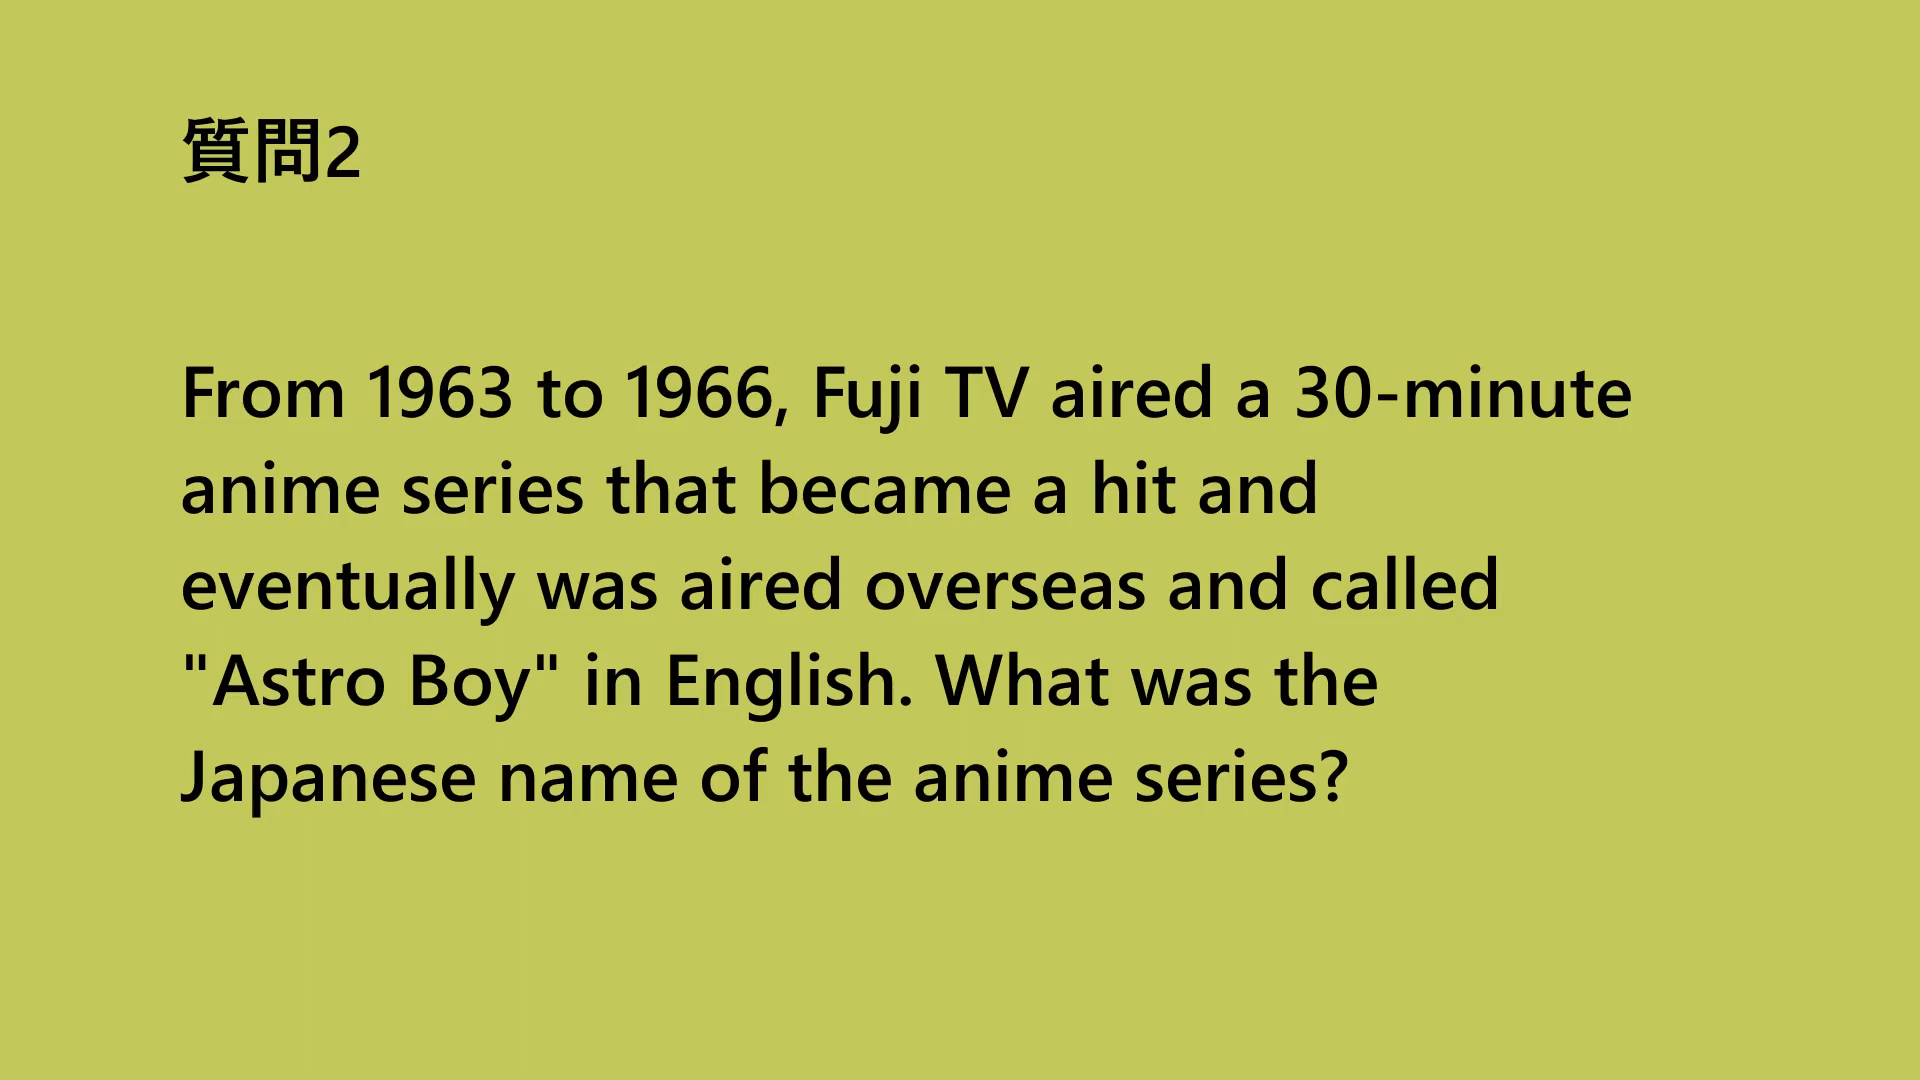 質問2
From 1963 to 1966, Fuji TV aired a 30-minute
anime series that became a hit and
eventually was aired overseas and called
"Astro Boy" in English. What was the
Japanese name of the anime series?